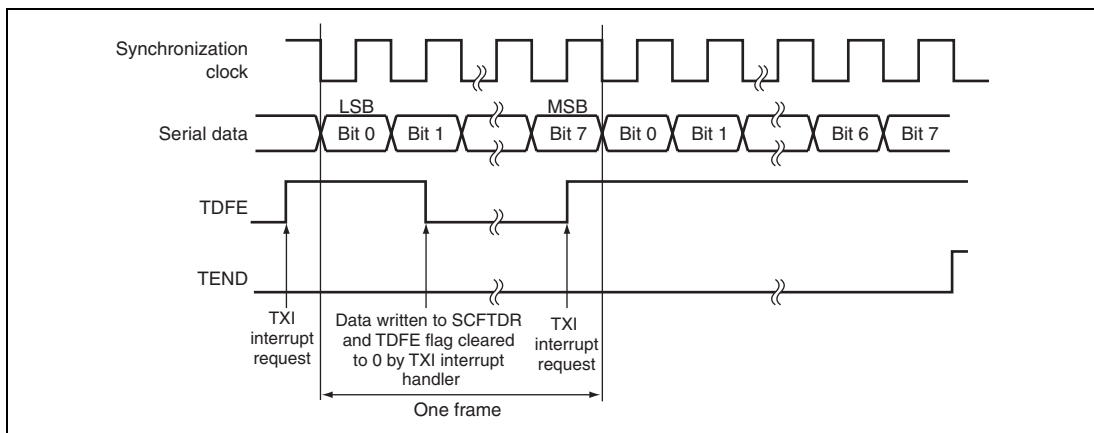 Synchronization
clock
LSB
MSB
Serial data
Bit 0
Bit 1
Bit 7
Bit 0
Bit 1
Bit 6
Bit 7
TDFE
TEND
TXI
interrupt
request
Data written to SCFTDR
and TDFE flag cleared
to 0 by TXI interrupt
handler
TXI
interrupt
request
One frame